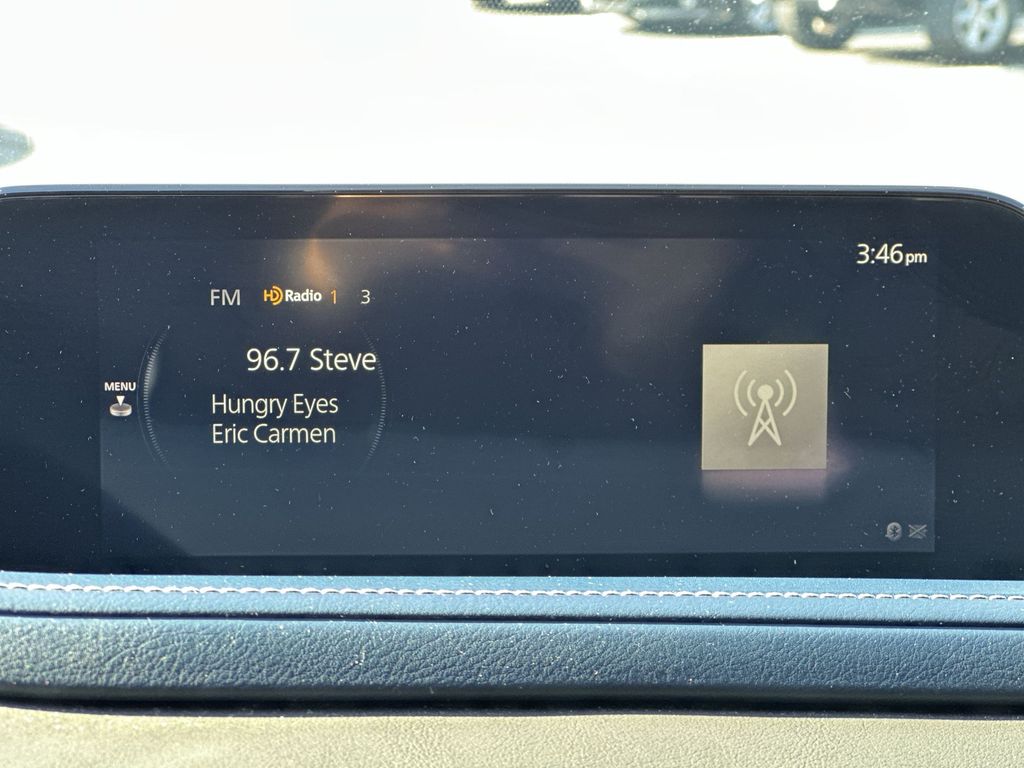 3:46pm
FM HD Radio 1 3
96.7 Steve
MENU
Hungry Eyes
Eric Carmen